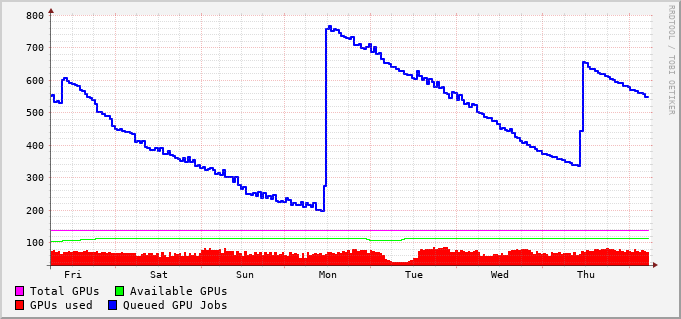 800
700
600
500
400
300
200
100
Fri Sat Sun Mon Tue Wed Thu
Total GPUs Available GPUs
GPUs used Queued GPU Jobs
RRDTOOL / TOBI OETIKER